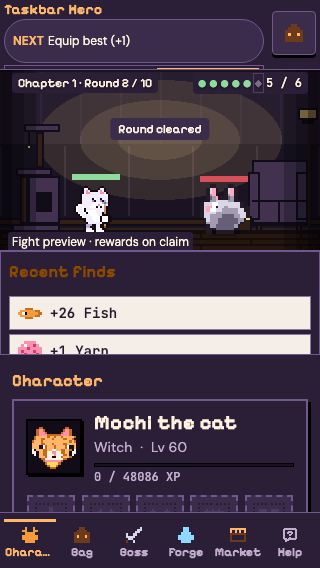 Taskbar Hero
NEXT Equip best (+1)
Chapter 1 · Round 8 / 10
5 / 6
Round cleared
Fight preview · rewards on claim
Recent finds
+26 Fish
+1 Yarn
Character
Mochi the cat
Witch · Lv 60
0 / 48086 XP
Chara...
Bag
Boss
Forge
Market
Help